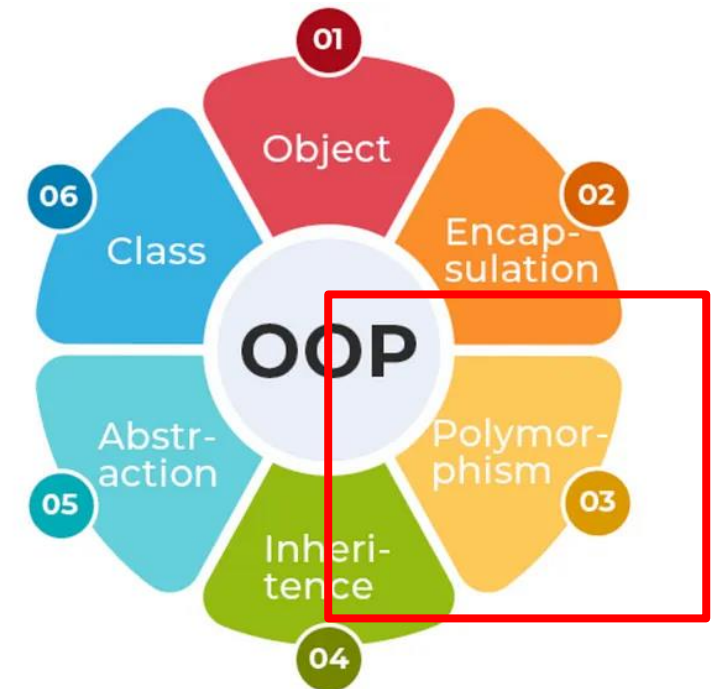 01
Object
02
Encap-
sulation
Polymor-
phism
03
Inheri-
tence
04
Abstr-
action
05
06
Class
OOP